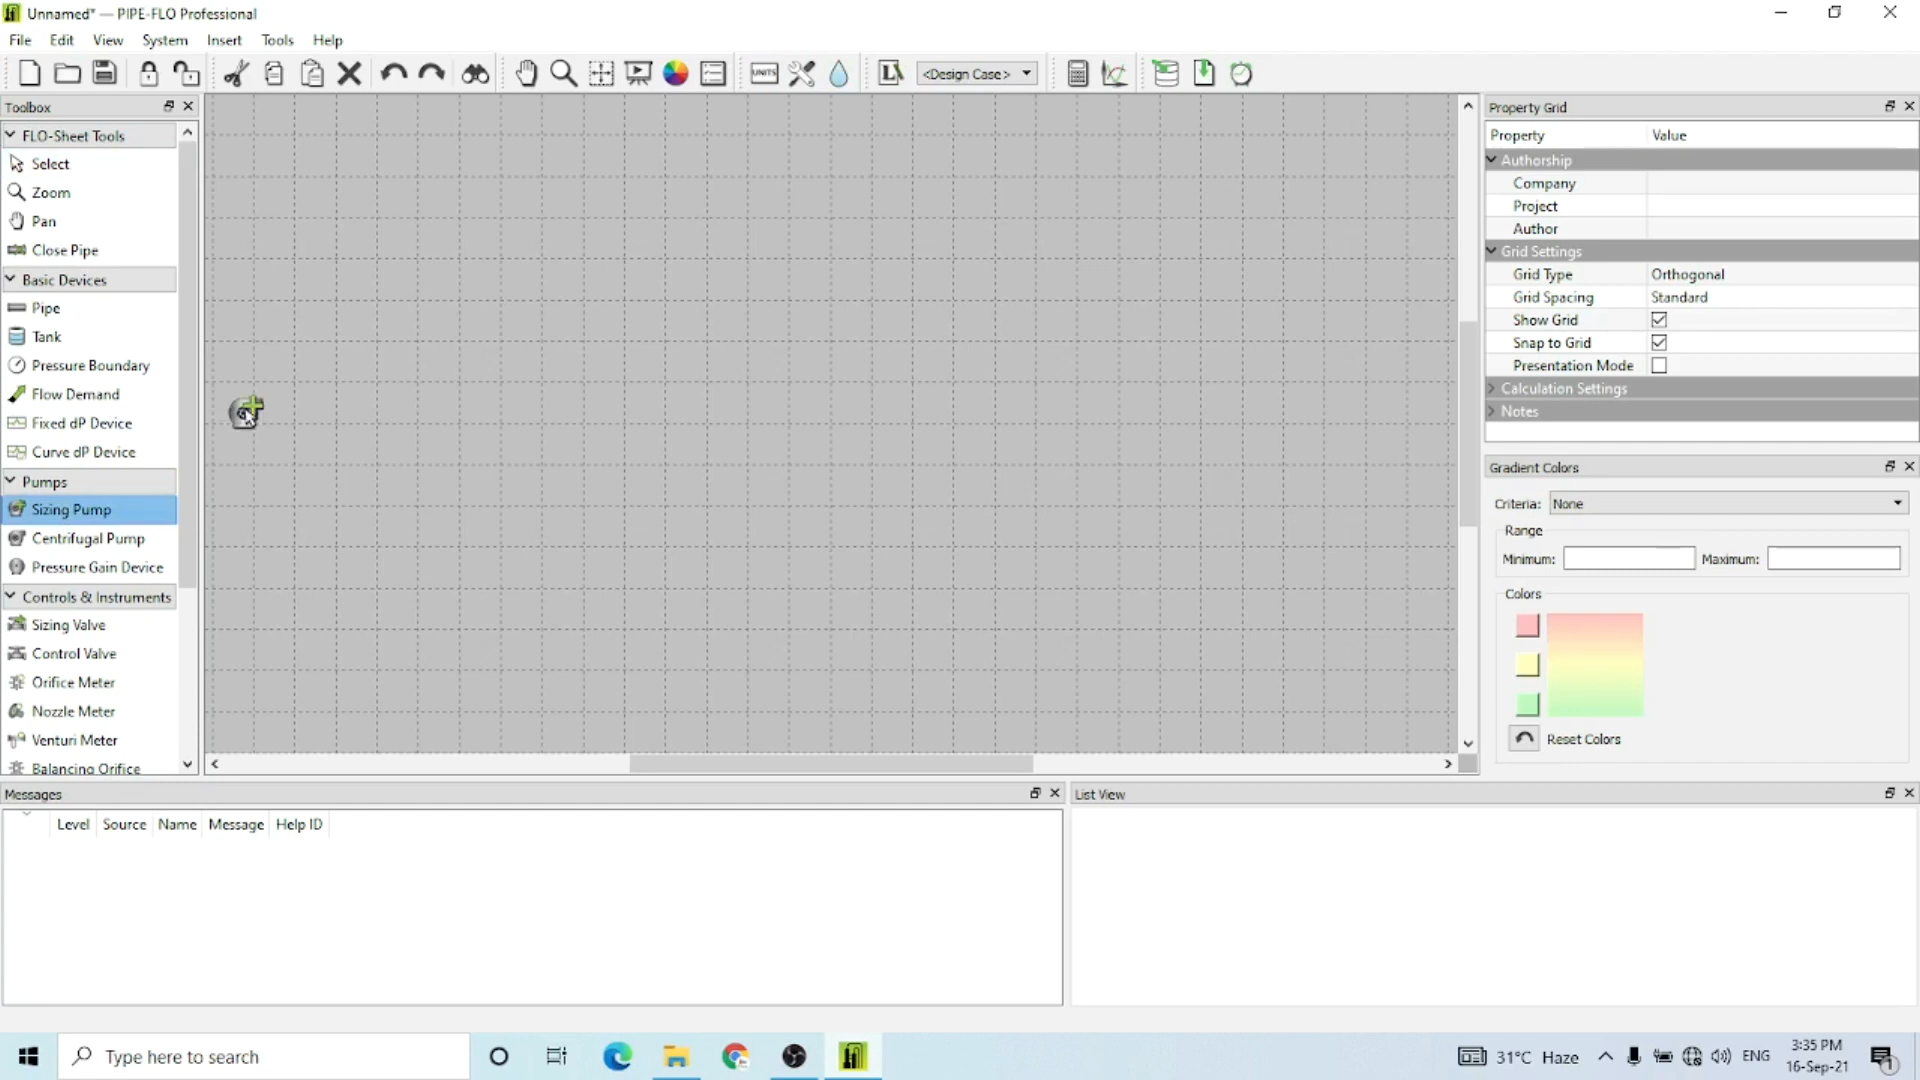 Unnamed* — PIPE-FLO Professional
File Edit View System Insert Tools Help
UNITS <Design Case>
Toolbox
FLO-Sheet Tools
Select
Zoom
Pan
Close Pipe
Basic Devices
Pipe
Tank
Pressure Boundary
Flow Demand
Fixed dP Device
Curve dP Device
Pumps
Sizing Pump
Centrifugal Pump
Pressure Gain Device
Controls & Instruments
Sizing Valve
Control Valve
Orifice Meter
Nozzle Meter
Venturi Meter
Balancing Orifice
Property Grid
Property Value
Authorship
Company
Project
Author
Grid Settings
Grid Type Orthogonal
Grid Spacing Standard
Show Grid
Snap to Grid
Presentation Mode
Calculation Settings
Notes
Gradient Colors
Criteria: None
Range
Minimum: Maximum:
Colors
Reset Colors
Messages
Level Source Name Message Help ID
List View
Type here to search
31°C Haze ENG 3:35 PM
16-Sep-21 1